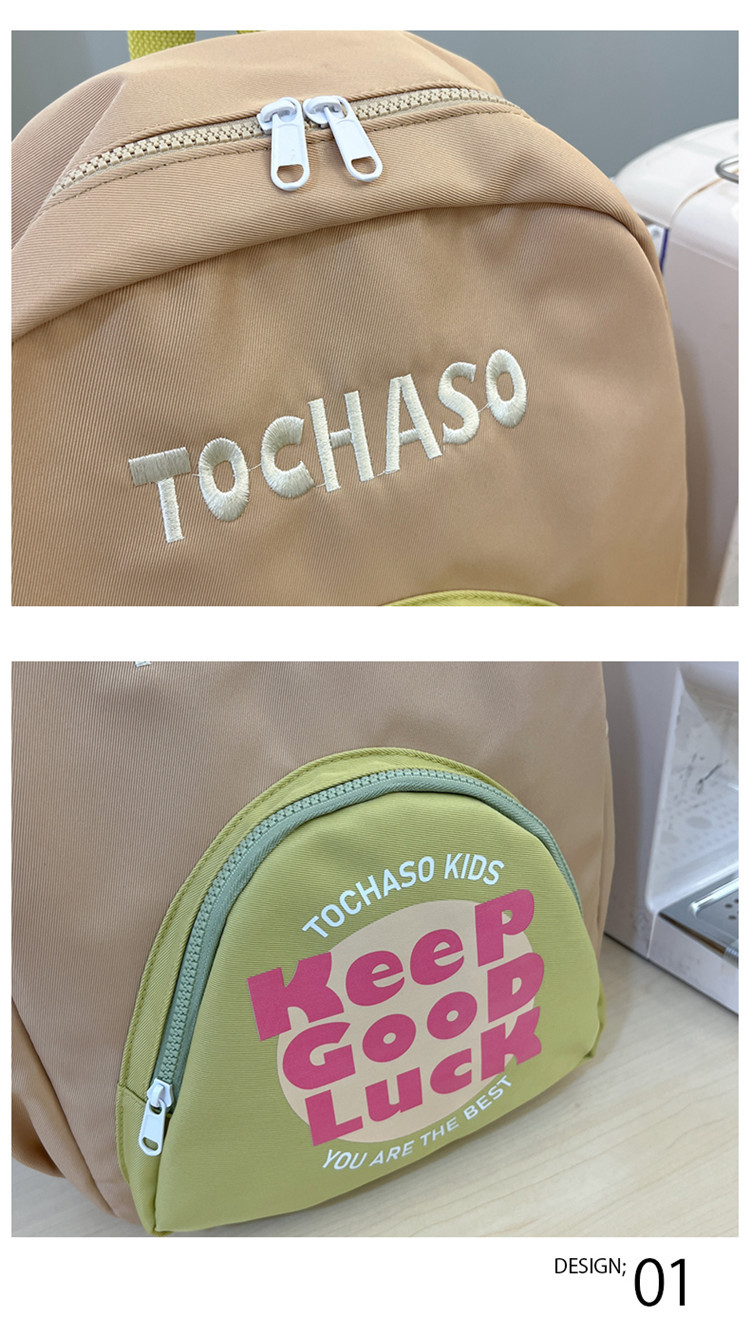 TOCHASO
TOCHASO KIDS
KeeP
GooD
LucK
YOU ARE THE BEST
DESIGN; 01